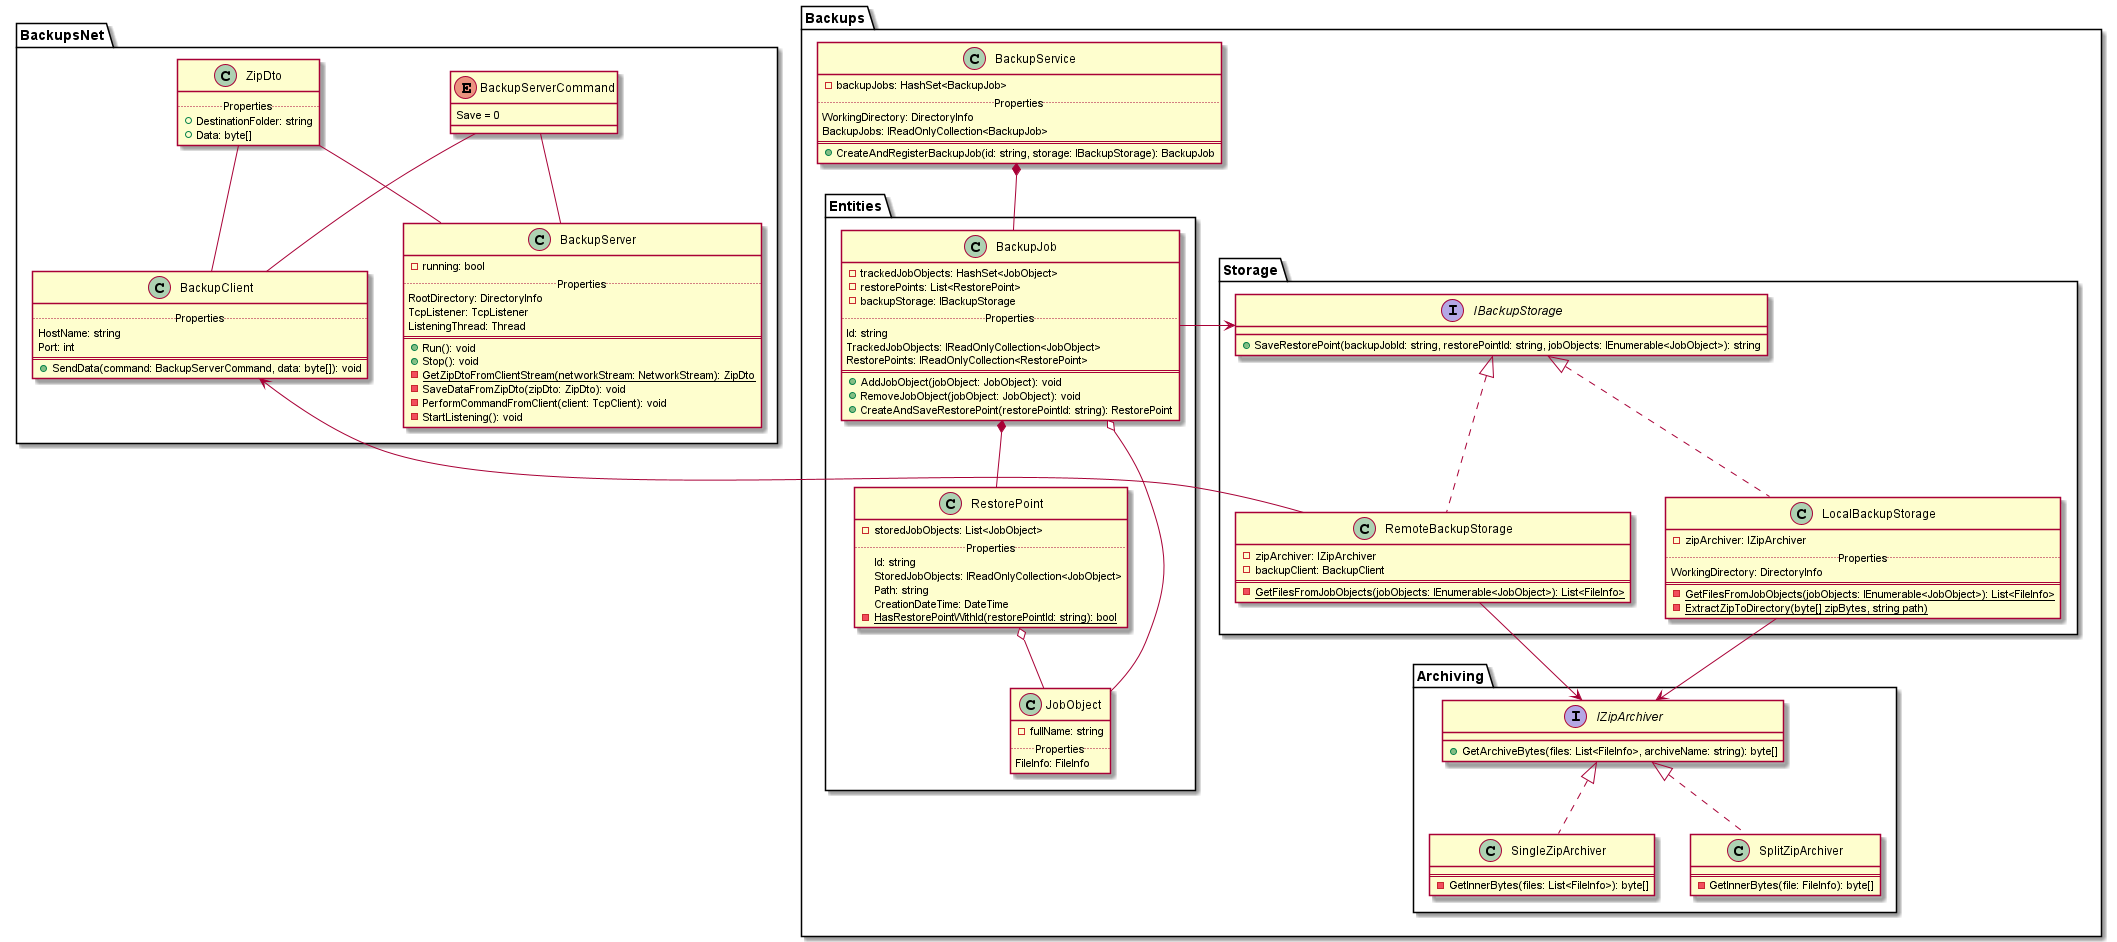 BackupsNet
C ZipDto
Properties
DestinationFolder: string
Data: byte[]
E BackupServerCommand
Save = 0
C BackupClient
Properties
HostName: string
Port: int
SendData(command: BackupServerCommand, data: byte[]): void
C BackupServer
running: bool
Properties
RootDirectory: DirectoryInfo
TcpListener: TcpListener
ListeningThread: Thread
Run(): void
Stop(): void
GetZipDtoFromClientStream(networkStream: NetworkStream): ZipDto
SaveDataFromZipDto(zipDto: ZipDto): void
PerformCommandFromClient(client: TcpClient): void
StartListening(): void
Backups
C BackupService
backupJobs: HashSet<BackupJob>
Properties
WorkingDirectory: DirectoryInfo
BackupJobs: IReadOnlyCollection<BackupJob>
CreateAndRegisterBackupJob(id: string, storage: IBackupStorage): BackupJob
Entities
C BackupJob
trackedJobObjects: HashSet<JobObject>
restorePoints: List<RestorePoint>
backupStorage: IBackupStorage
Properties
Id: string
TrackedJobObjects: IReadOnlyCollection<JobObject>
RestorePoints: IReadOnlyCollection<RestorePoint>
AddJobObject(jobObject: JobObject): void
RemoveJobObject(jobObject: JobObject): void
CreateAndSaveRestorePoint(restorePointId: string): RestorePoint
C RestorePoint
storedJobObjects: List<JobObject>
Properties
Id: string
StoredJobObjects: IReadOnlyCollection<JobObject>
Path: string
CreationDateTime: DateTime
HasRestorePointWithId(restorePointId: string): bool
C JobObject
fullName: string
Properties
FileInfo: FileInfo
Storage
I IBackupStorage
SaveRestorePoint(backupJobId: string, restorePointId: string, jobObjects: IEnumerable<JobObject>): string
C RemoteBackupStorage
zipArchiver: IZipArchiver
backupClient: BackupClient
GetFilesFromJobObjects(jobObjects: IEnumerable<JobObject>): List<FileInfo>
C LocalBackupStorage
zipArchiver: IZipArchiver
Properties
WorkingDirectory: DirectoryInfo
GetFilesFromJobObjects(jobObjects: IEnumerable<JobObject>): List<FileInfo>
ExtractZipToDirectory(byte[] zipBytes, string path)
Archiving
I IZipArchiver
GetArchiveBytes(files: List<FileInfo>, archiveName: string): byte[]
C SingleZipArchiver
GetInnerBytes(files: List<FileInfo>): byte[]
C SplitZipArchiver
GetInnerBytes(file: FileInfo): byte[]